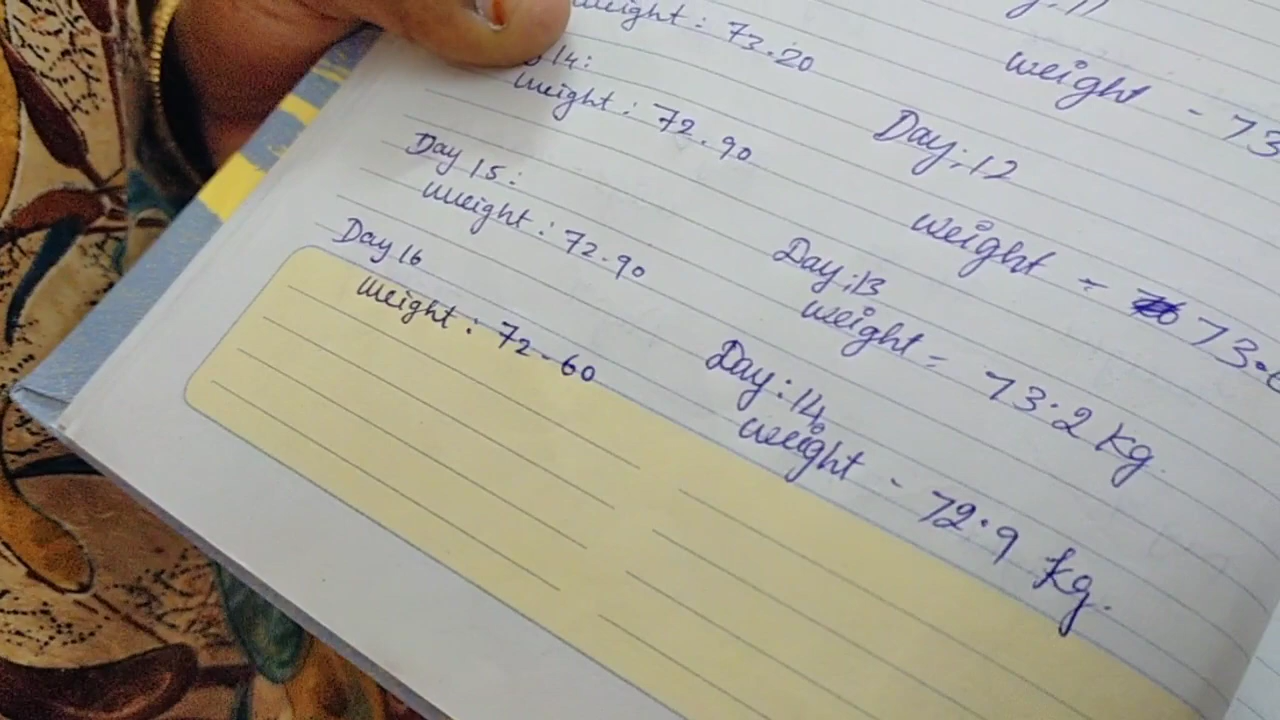 weight : 73.20
14:
weight : 72.90
Day 15:
weight : 72.90
Day 16
weight : 72.60
weight - 73
Day: 12
weight = 73.
Day: 13
weight = 73.2 kg.
Day: 14
weight - 72.9 kg.